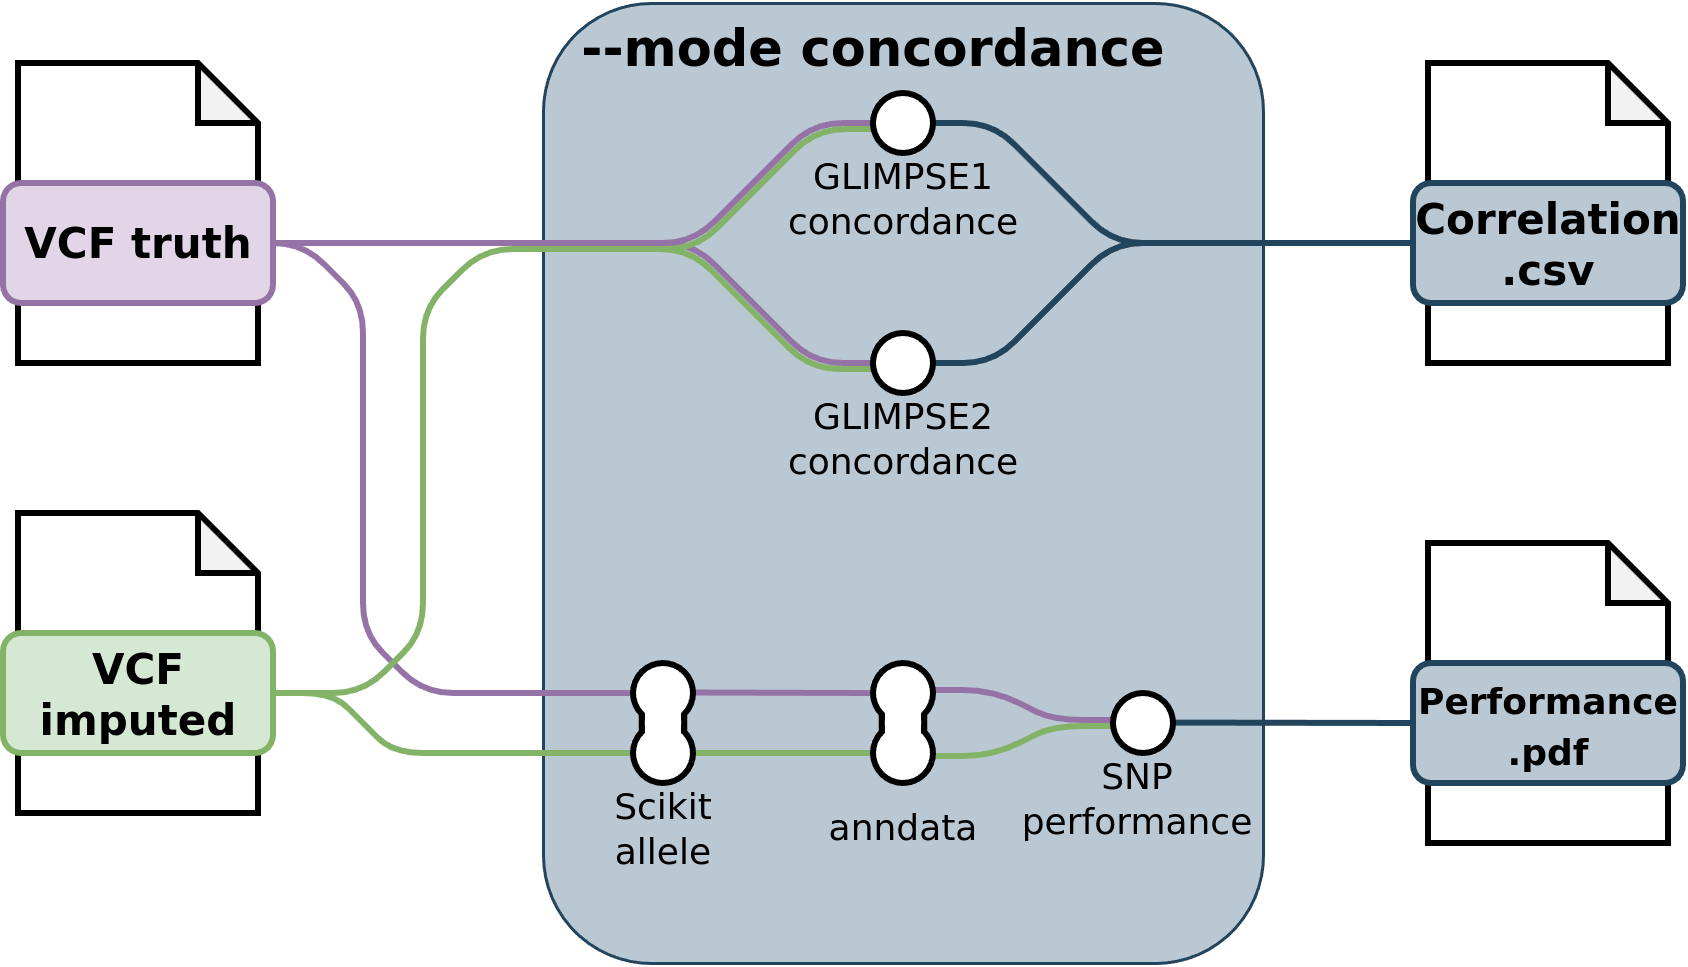 --mode concordance
VCF truth
GLIMPSE1
concordance
Correlation
.csv
GLIMPSE2
concordance
VCF
imputed
Scikit
allele
anndata
SNP
performance
Performance
.pdf